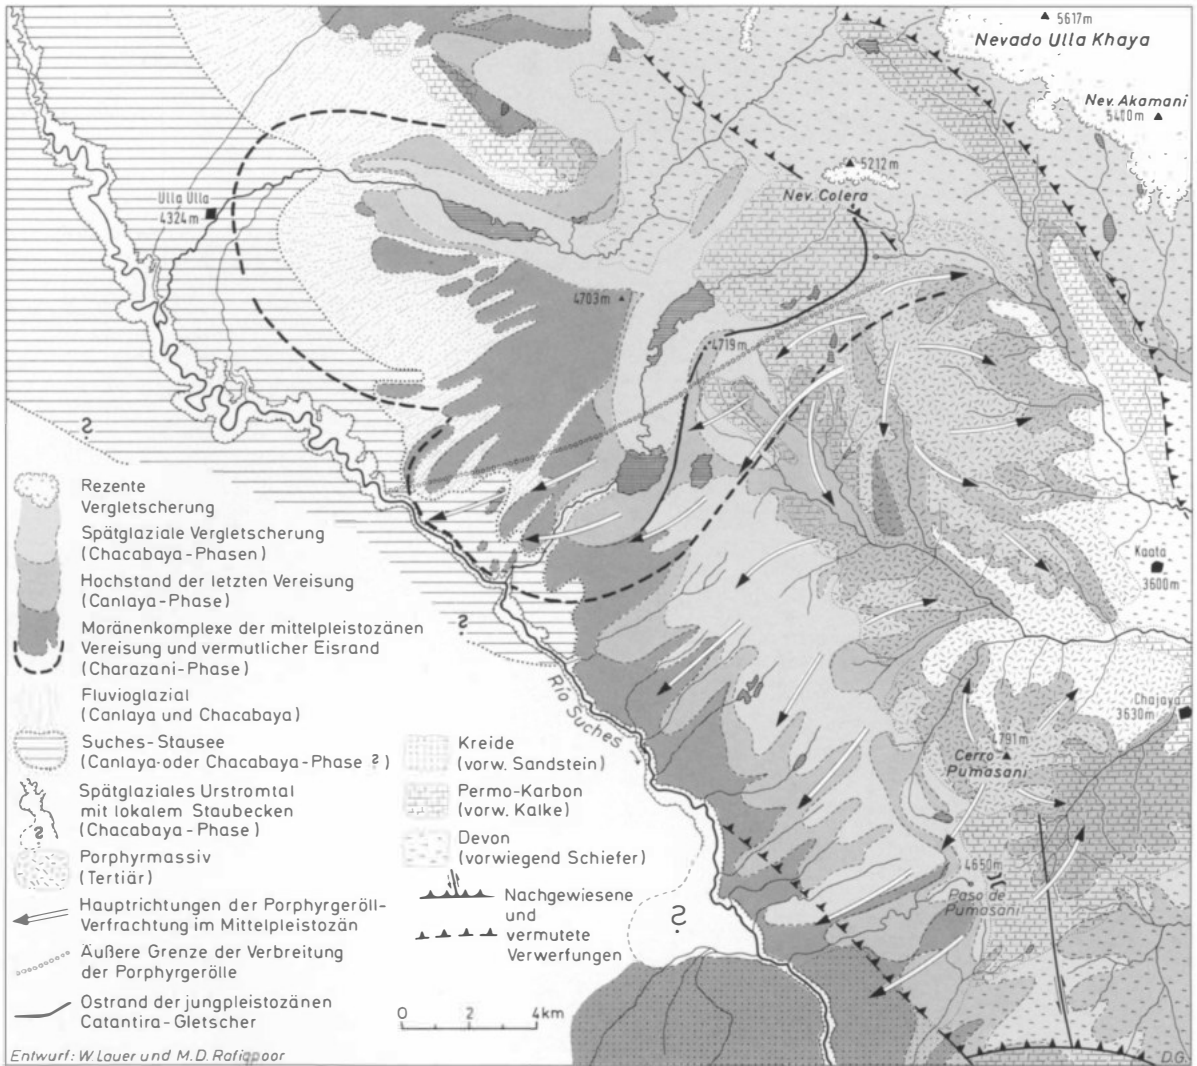 5617m
Nevado Ulla Khaya
Nev. Akamani
5400m
5212m
Nev. Colera
Ulla Ulla
4324m
4703m
4719m
?
Kaata
3600m
?
Río Suches
Chajaya
3630m
4791m
Cerro
Pumasani
4650m
Paso de
Pumasani
?
Rezente
Vergletscherung
Spätglaziale Vergletscherung
(Chacabaya-Phasen)
Hochstand der letzten Vereisung
(Canlaya-Phase)
Moränenkomplexe der mittelpleistozänen
Vereisung und vermutlicher Eisrand
(Charazani-Phase)
Fluvioglazial
(Canlaya und Chacabaya)
Suches-Stausee
(Canlaya-oder Chacabaya-Phase ?)
Spätglaziales Urstromtal
mit lokalem Staubecken
(Chacabaya-Phase)
?
Porphyrmassiv
(Tertiär)
Hauptrichtungen der Porphyrgeröll-
Verfrachtung im Mittelpleistozän
Äußere Grenze der Verbreitung
der Porphyrgerölle
Ostrand der jungpleistozänen
Catantira-Gletscher
Kreide
(vorw. Sandstein)
Permo-Karbon
(vorw. Kalke)
Devon
(vorwiegend Schiefer)
Nachgewiesene
und
vermutete
Verwerfungen
0 2 4km
Entwurf: W. Lauer und M.D. Rafiqpoor
D.G.